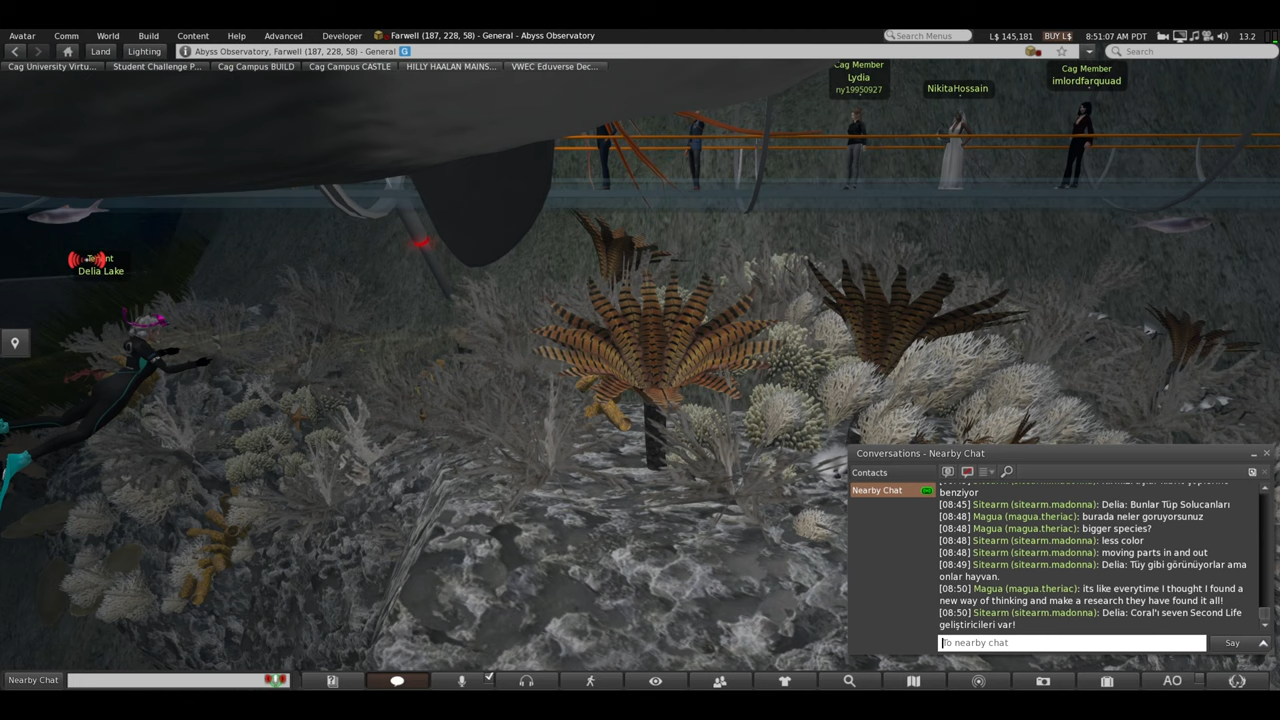 Avatar Comm World Build Content Help Advanced Developer Farwell (187, 228, 58) - General - Abyss Observatory Search Menus L$ 145,181 BUY L$ 8:51:07 AM PDT 13.2
Land Lighting Abyss Observatory, Farwell (187, 228, 58) - General G Search
Cag University Virtu... Student Challenge P... Cag Campus BUILD Cag Campus CASTLE HILLY HAALAN MAINS... VWEC Eduverse Dec...
Cag Member
Lydia
ny19950927
NikitaHossain
Cag Member
imlordfarquuad
Delia Lake
Conversations - Nearby Chat
Contacts
Nearby Chat
benziyor
[08:45] Sitearm (sitearm.madonna): Delia: Bunlar Tüp Solucanları
[08:48] Magua (magua.theriac): burada neler goruyorsunuz
[08:48] Magua (magua.theriac): bigger species?
[08:48] Sitearm (sitearm.madonna): less color
[08:48] Sitearm (sitearm.madonna): moving parts in and out
[08:49] Sitearm (sitearm.madonna): Delia: Tüy gibi görünüyorlar ama
onlar hayvan.
[08:50] Magua (magua.theriac): its like everytime I thought I found a
new way of thinking and make a research they have found it all!
[08:50] Sitearm (sitearm.madonna): Delia: Coral'ı seven Second Life
geliştiricileri var!
To nearby chat Say
Nearby Chat AO